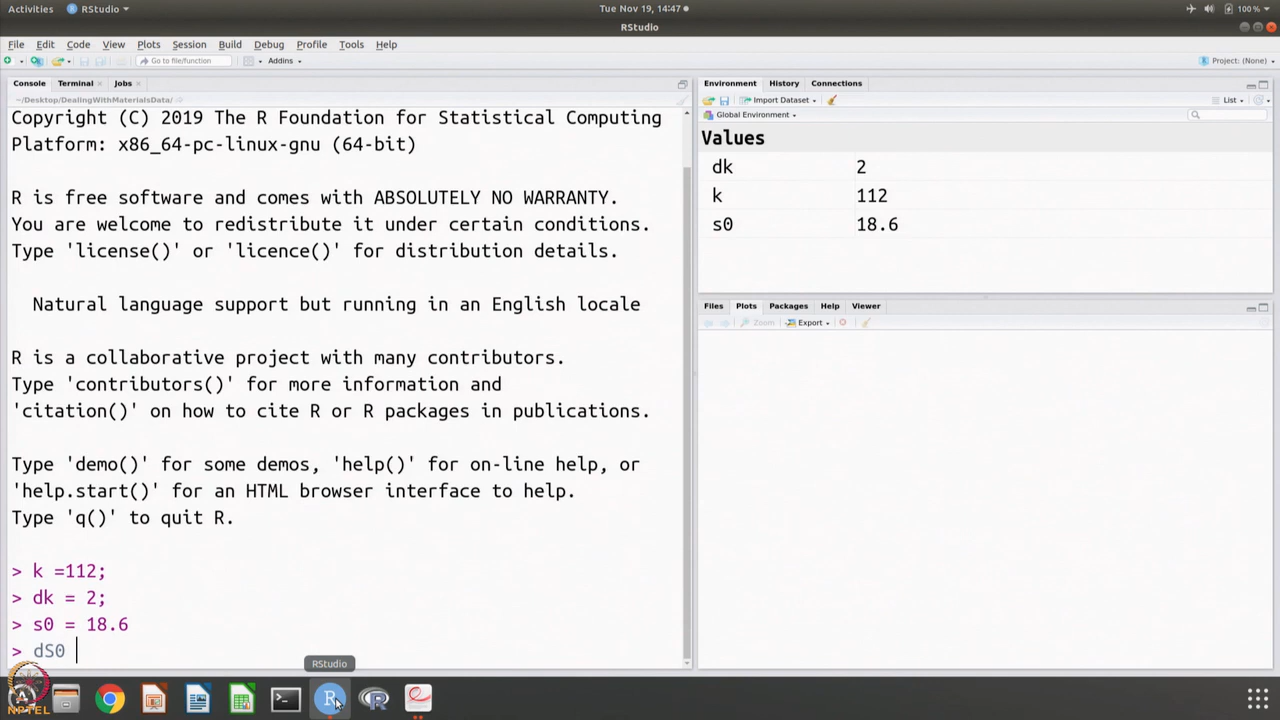 Activities RStudio Tue Nov 19, 14:47 100%
RStudio
File Edit Code View Plots Session Build Debug Profile Tools Help
Go to file/function Addins Project: (None)
Console Terminal Jobs
~/Desktop/DealingWithMaterialsData/
Copyright (C) 2019 The R Foundation for Statistical Computing
Platform: x86_64-pc-linux-gnu (64-bit)
R is free software and comes with ABSOLUTELY NO WARRANTY.
You are welcome to redistribute it under certain conditions.
Type 'license()' or 'licence()' for distribution details.
Natural language support but running in an English locale
R is a collaborative project with many contributors.
Type 'contributors()' for more information and
'citation()' on how to cite R or R packages in publications.
Type 'demo()' for some demos, 'help()' for on-line help, or
'help.start()' for an HTML browser interface to help.
Type 'q()' to quit R.
> k =112;
> dk = 2;
> s0 = 18.6
> dS0
Environment History Connections
Import Dataset List
Global Environment
Values
dk 2
k 112
s0 18.6
Files Plots Packages Help Viewer
Zoom Export
RStudio
NPTEL